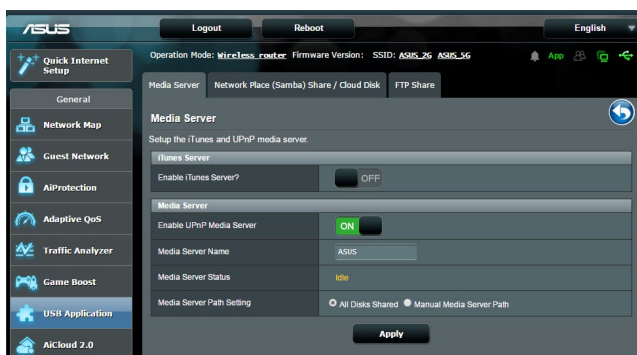 ASUS
Logout Reboot English
Quick Internet
Setup
General
Network Map
Guest Network
AiProtection
Adaptive QoS
Traffic Analyzer
Game Boost
USB Application
AiCloud 2.0
Operation Mode: Wireless router Firmware Version: SSID: ASUS_2G ASUS_5G
App
Media Server Network Place (Samba) Share / Cloud Disk FTP Share
Media Server
Setup the iTunes and UPnP media server.
iTunes Server
Enable iTunes Server? OFF
Media Server
Enable UPnP Media Server ON
Media Server Name ASUS
Media Server Status Idle
Media Server Path Setting All Disks Shared Manual Media Server Path
Apply